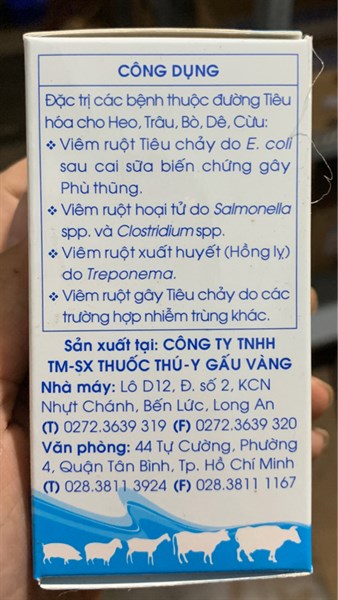 CÔNG DỤNG
Đặc trị các bệnh thuộc đường Tiêu
hóa cho Heo, Trâu, Bò, Dê, Cừu:
❖ Viêm ruột Tiêu chảy do E. coli
sau cai sữa biến chứng gây
Phù thũng.
❖ Viêm ruột hoại tử do Salmonella
spp. và Clostridium spp.
❖ Viêm ruột xuất huyết (Hồng lỵ)
do Treponema.
❖ Viêm ruột gây Tiêu chảy do các
trường hợp nhiễm trùng khác.
Sản xuất tại: CÔNG TY TNHH
TM-SX THUỐC THÚ-Y GẤU VÀNG
Nhà máy: Lô D12, Đ. số 2, KCN
Nhựt Chánh, Bến Lức, Long An
(T) 0272.3639 319 (F) 0272.3639 320
Văn phòng: 44 Tự Cường, Phường
4, Quận Tân Bình, Tp. Hồ Chí Minh
(T) 028.3811 3924 (F) 028.3811 1167